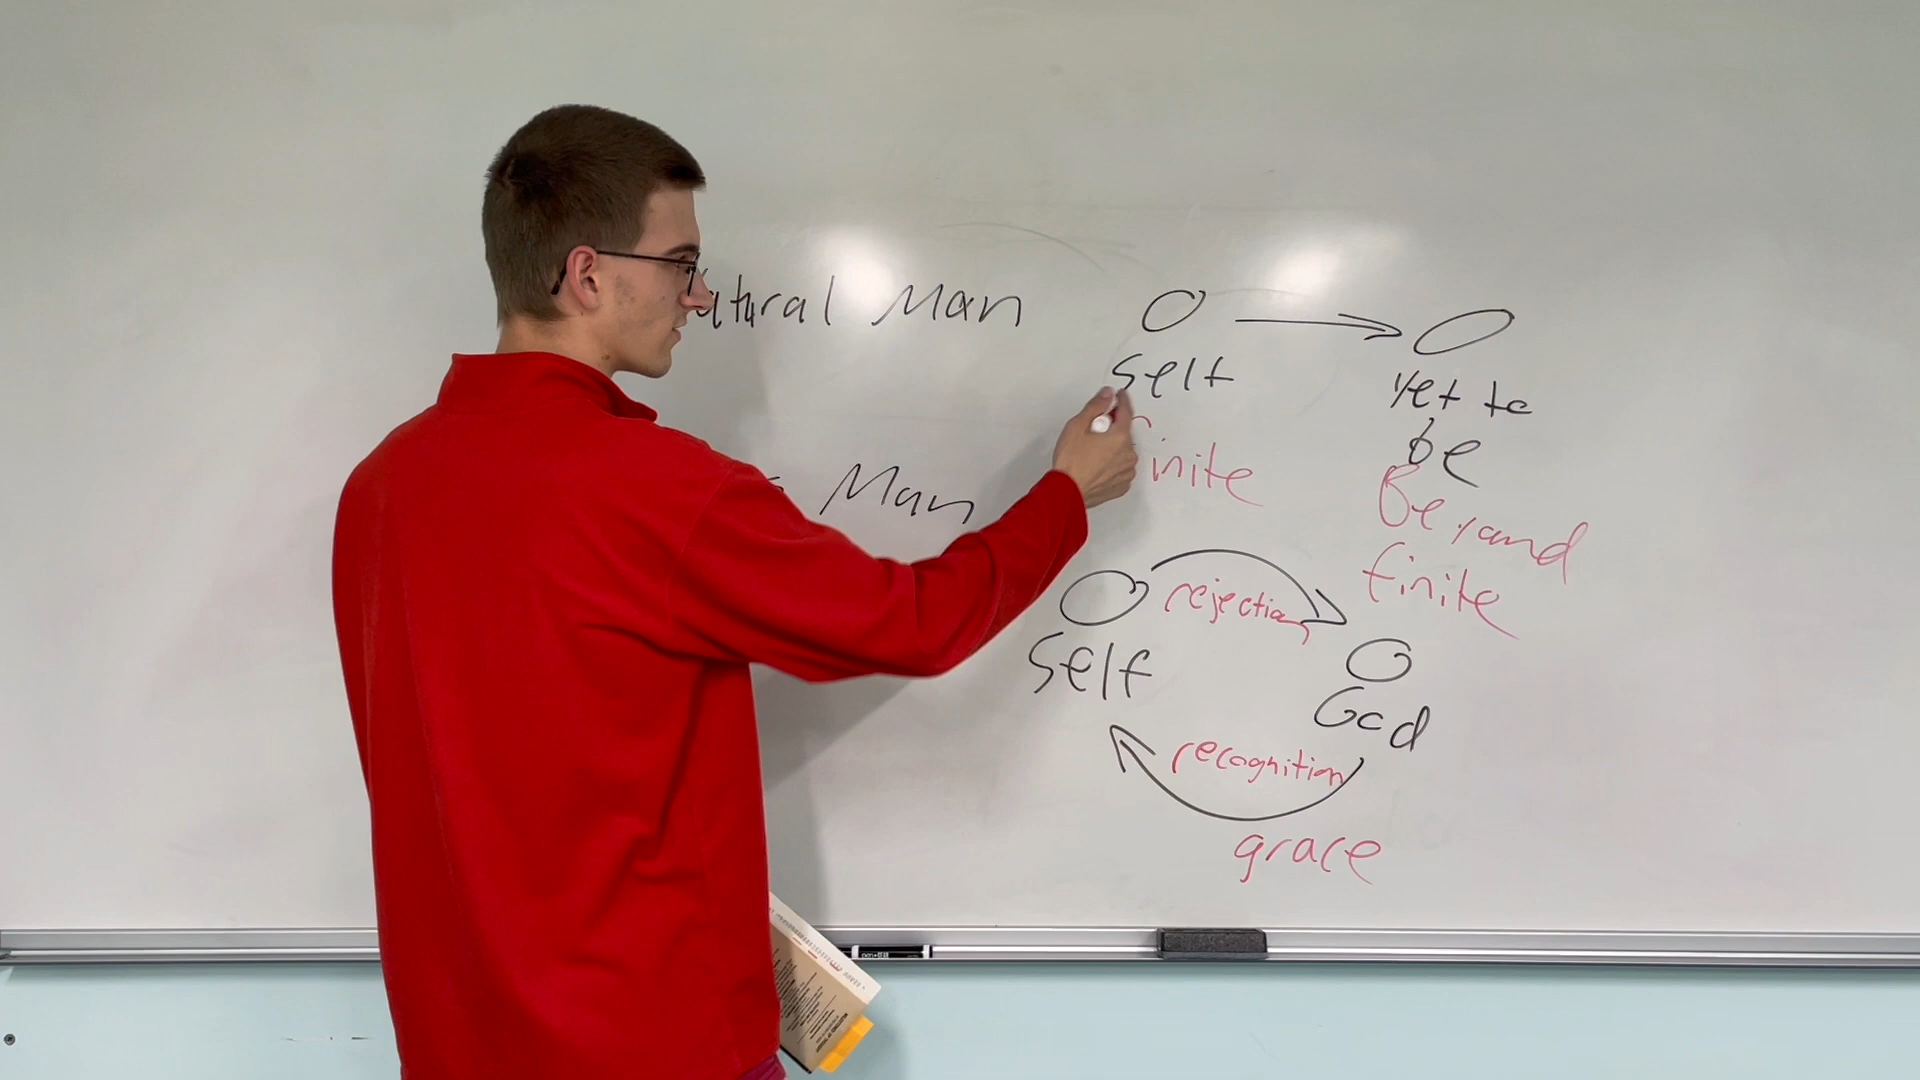 atural Man
self
Yet to
be
finite
Beyond
finite
Man
rejection
Self
God
recognition
grace